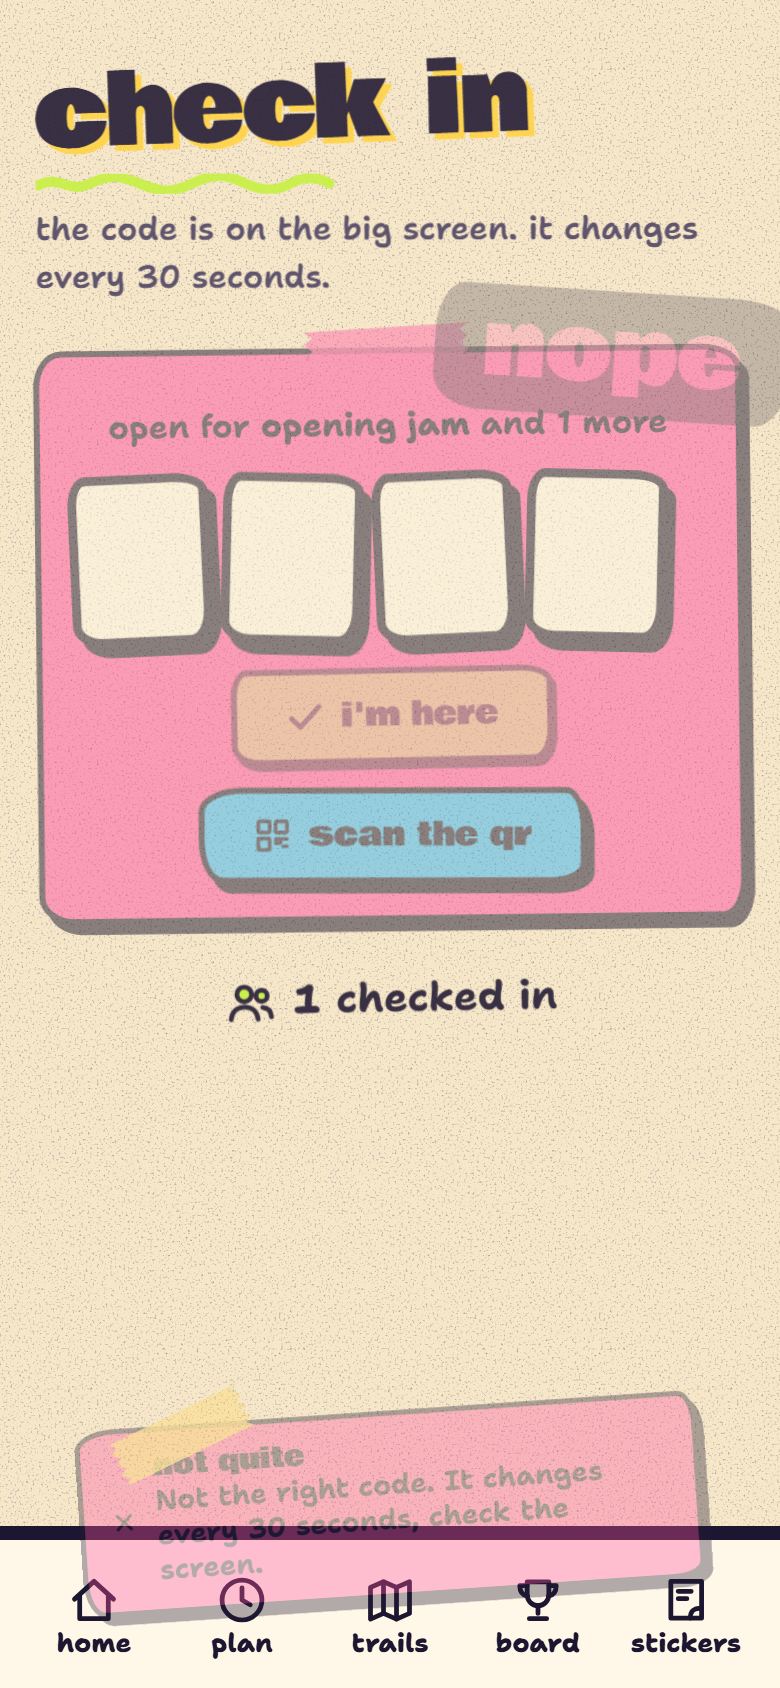 check in
the code is on the big screen. it changes
every 30 seconds.
nope
open for opening jam and 1 more
i'm here
scan the qr
1 checked in
not quite
Not the right code. It changes
every 30 seconds, check the
screen.
home plan trails board stickers